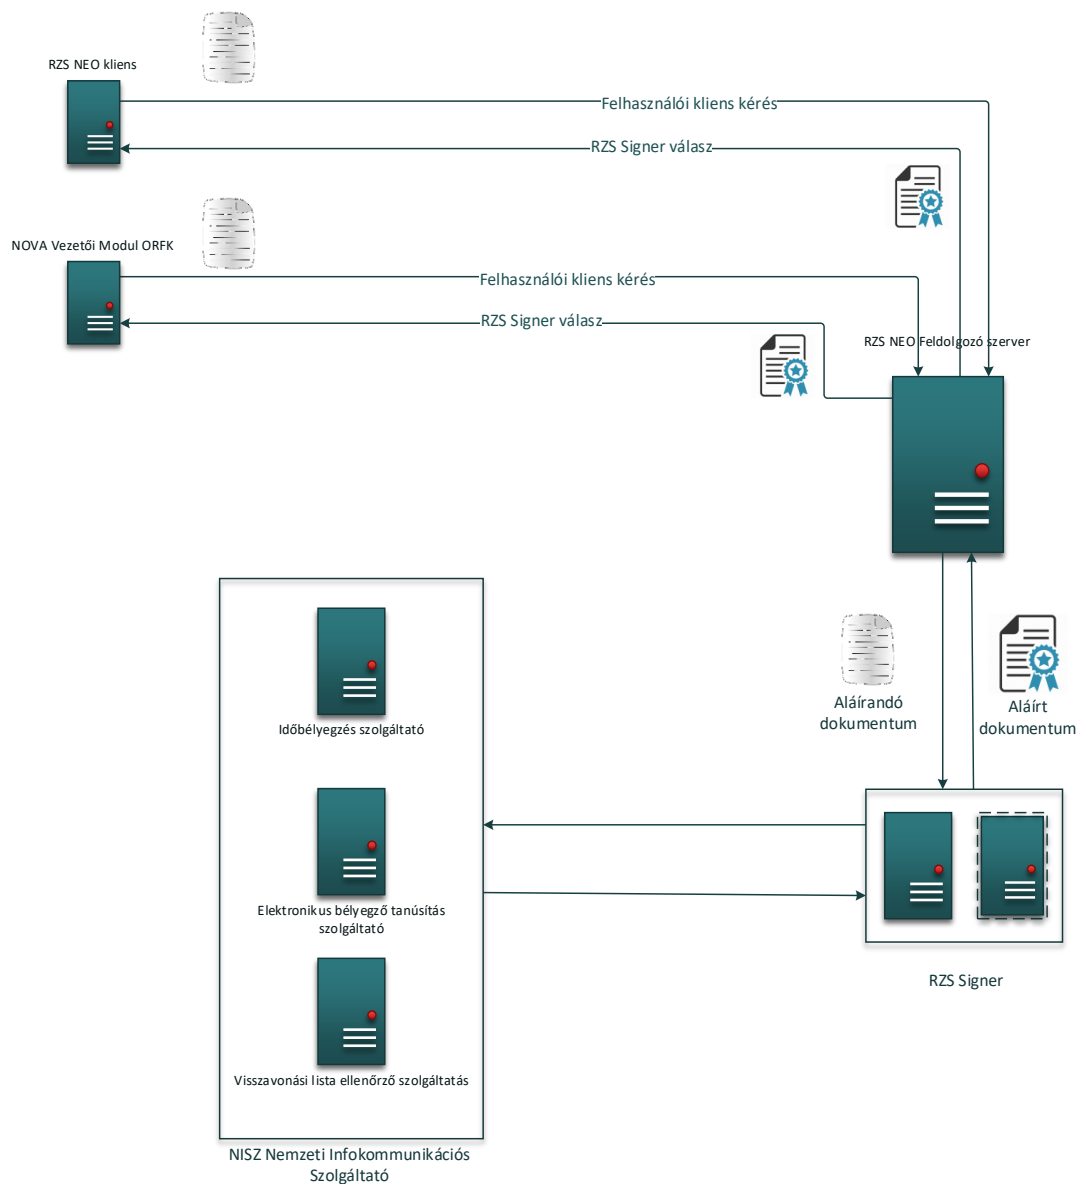 RZS NEO kliens
Felhasználói kliens kérés
RZS Signer válasz
NOVA Vezetői Modul ORFK
Felhasználói kliens kérés
RZS Signer válasz
RZS NEO Feldolgozó szerver
Aláírandó
dokumentum
Aláírt
dokumentum
Időbélyegzés szolgáltató
Elektronikus bélyegző tanúsítás
szolgáltató
RZS Signer
Visszavonási lista ellenőrző szolgáltatás
NISZ Nemzeti Infokommunikációs
Szolgáltató